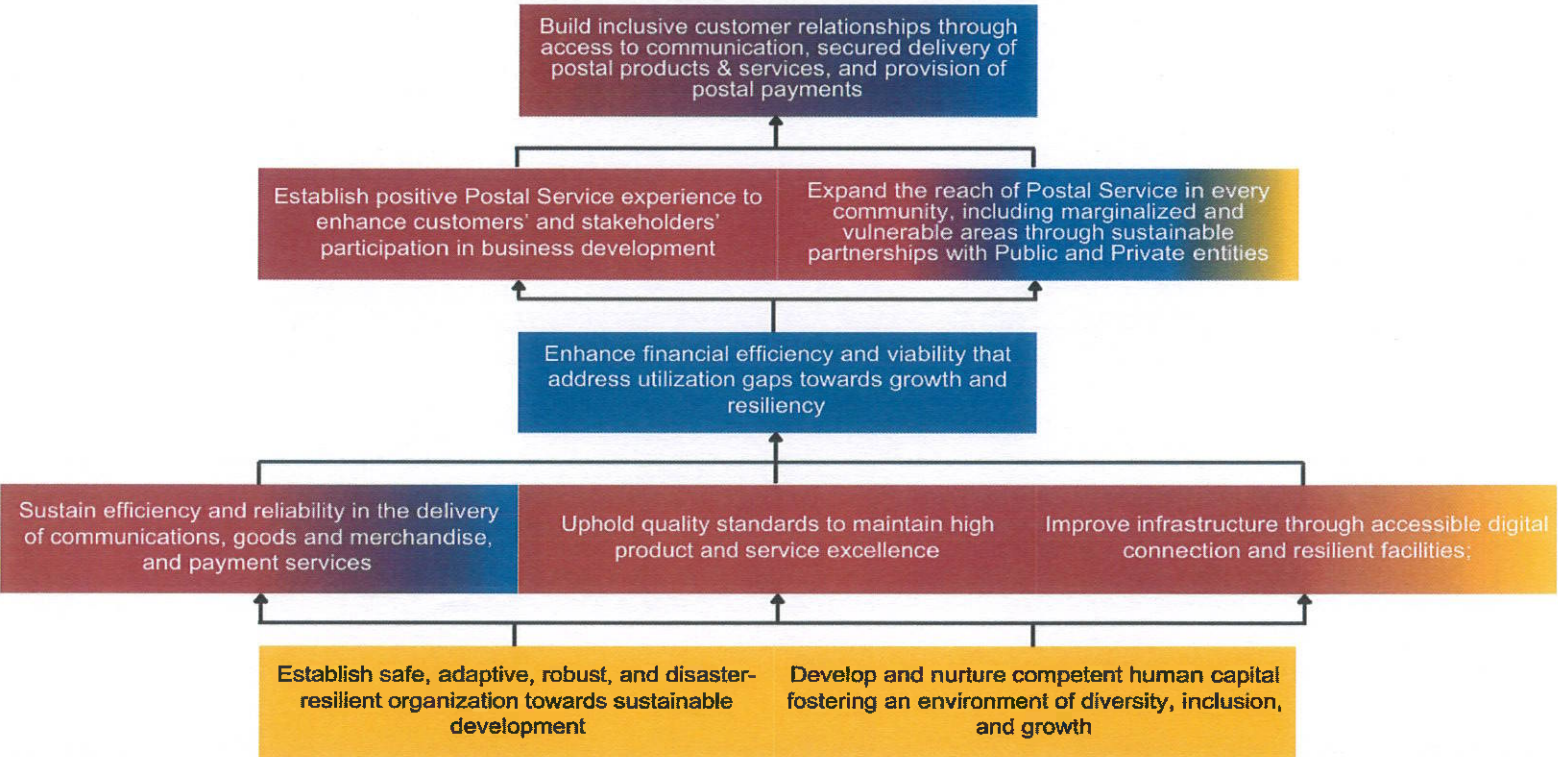 Build inclusive customer relationships through
access to communication, secured delivery of
postal products & services, and provision of
postal payments
Establish positive Postal Service experience to
enhance customers' and stakeholders'
participation in business development
Expand the reach of Postal Service in every
community, including marginalized and
vulnerable areas through sustainable
partnerships with Public and Private entities
Enhance financial efficiency and viability that
address utilization gaps towards growth and
resiliency
Sustain efficiency and reliability in the delivery
of communications, goods and merchandise,
and payment services
Uphold quality standards to maintain high
product and service excellence
Improve infrastructure through accessible digital
connection and resilient facilities;
Establish safe, adaptive, robust, and disaster-
resilient organization towards sustainable
development
Develop and nurture competent human capital
fostering an environment of diversity, inclusion,
and growth